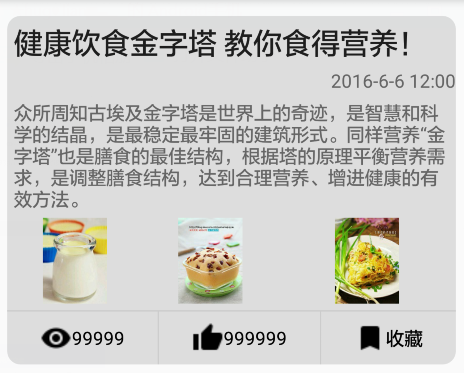 健康饮食金字塔 教你食得营养！
2016-6-6 12:00
众所周知古埃及金字塔是世界上的奇迹，是智慧和科
学的结晶，是最稳定最牢固的建筑形式。同样营养“金
字塔”也是膳食的最佳结构，根据塔的原理平衡营养需
求，是调整膳食结构，达到合理营养、增进健康的有
效方法。
99999
999999
收藏